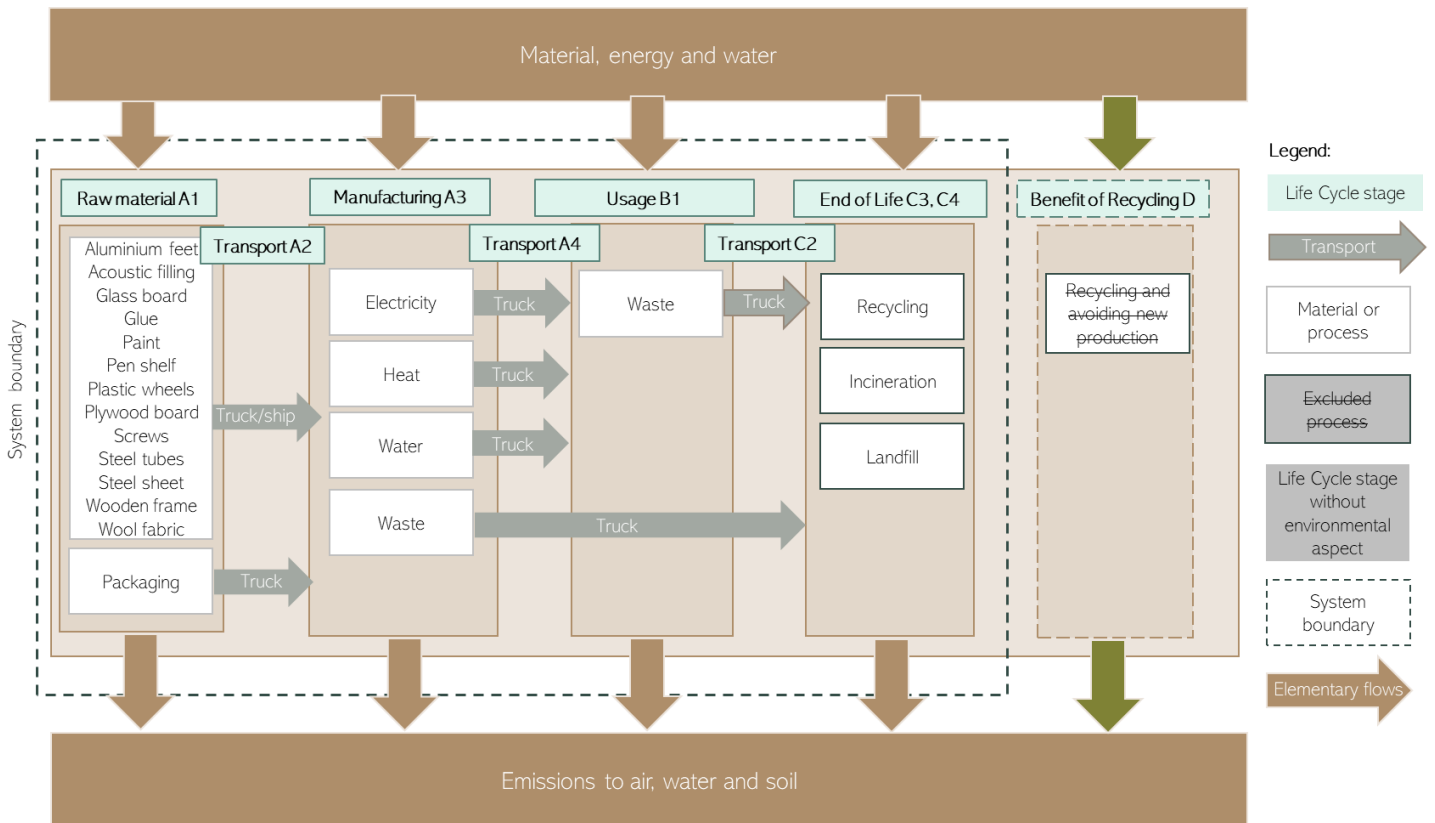 Material, energy and water
System boundary
Raw material A1
Manufacturing A3
Usage B1
End of Life C3, C4
Benefit of Recycling D
Transport A2
Transport A4
Transport C2
Aluminium feet
Acoustic filling
Glass board
Glue
Paint
Pen shelf
Plastic wheels
Plywood board
Screws
Steel tubes
Steel sheet
Wooden frame
Wool fabric
Packaging
Truck/ship
Truck
Electricity
Heat
Water
Waste
Truck
Truck
Truck
Truck
Waste
Truck
Recycling
Incineration
Landfill
Recycling and
avoiding new
production
Legend:
Life Cycle stage
Transport
Material or
process
Excluded
process
Life Cycle stage
without
environmental
aspect
System
boundary
Elementary flows
Emissions to air, water and soil